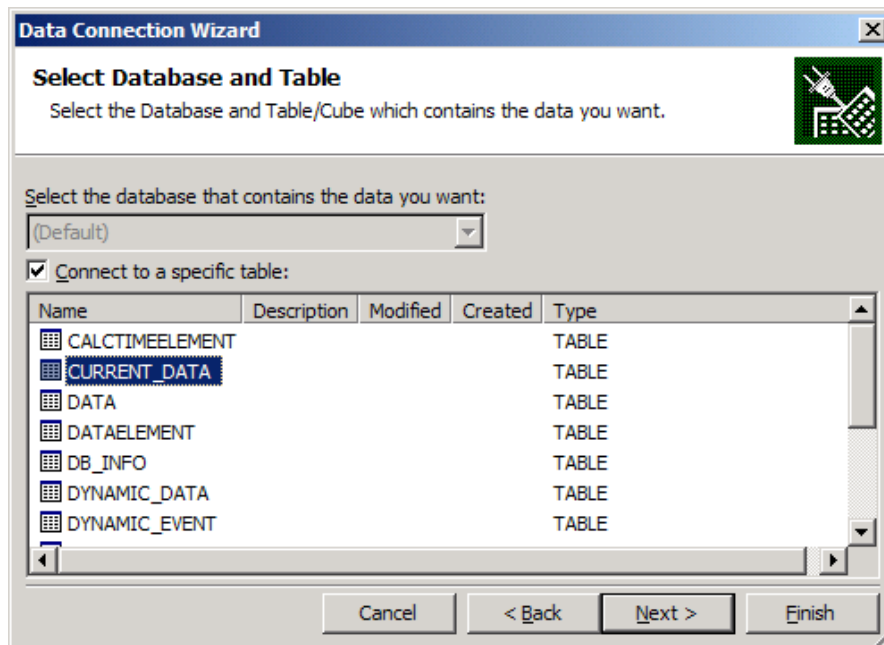 Data Connection Wizard
Select Database and Table
Select the Database and Table/Cube which contains the data you want.
Select the database that contains the data you want:
(Default)
Connect to a specific table:
Name Description Modified Created Type
CALCTIMEELEMENT TABLE
CURRENT_DATA TABLE
DATA TABLE
DATAELEMENT TABLE
DB_INFO TABLE
DYNAMIC_DATA TABLE
DYNAMIC_EVENT TABLE
Cancel < Back Next > Finish